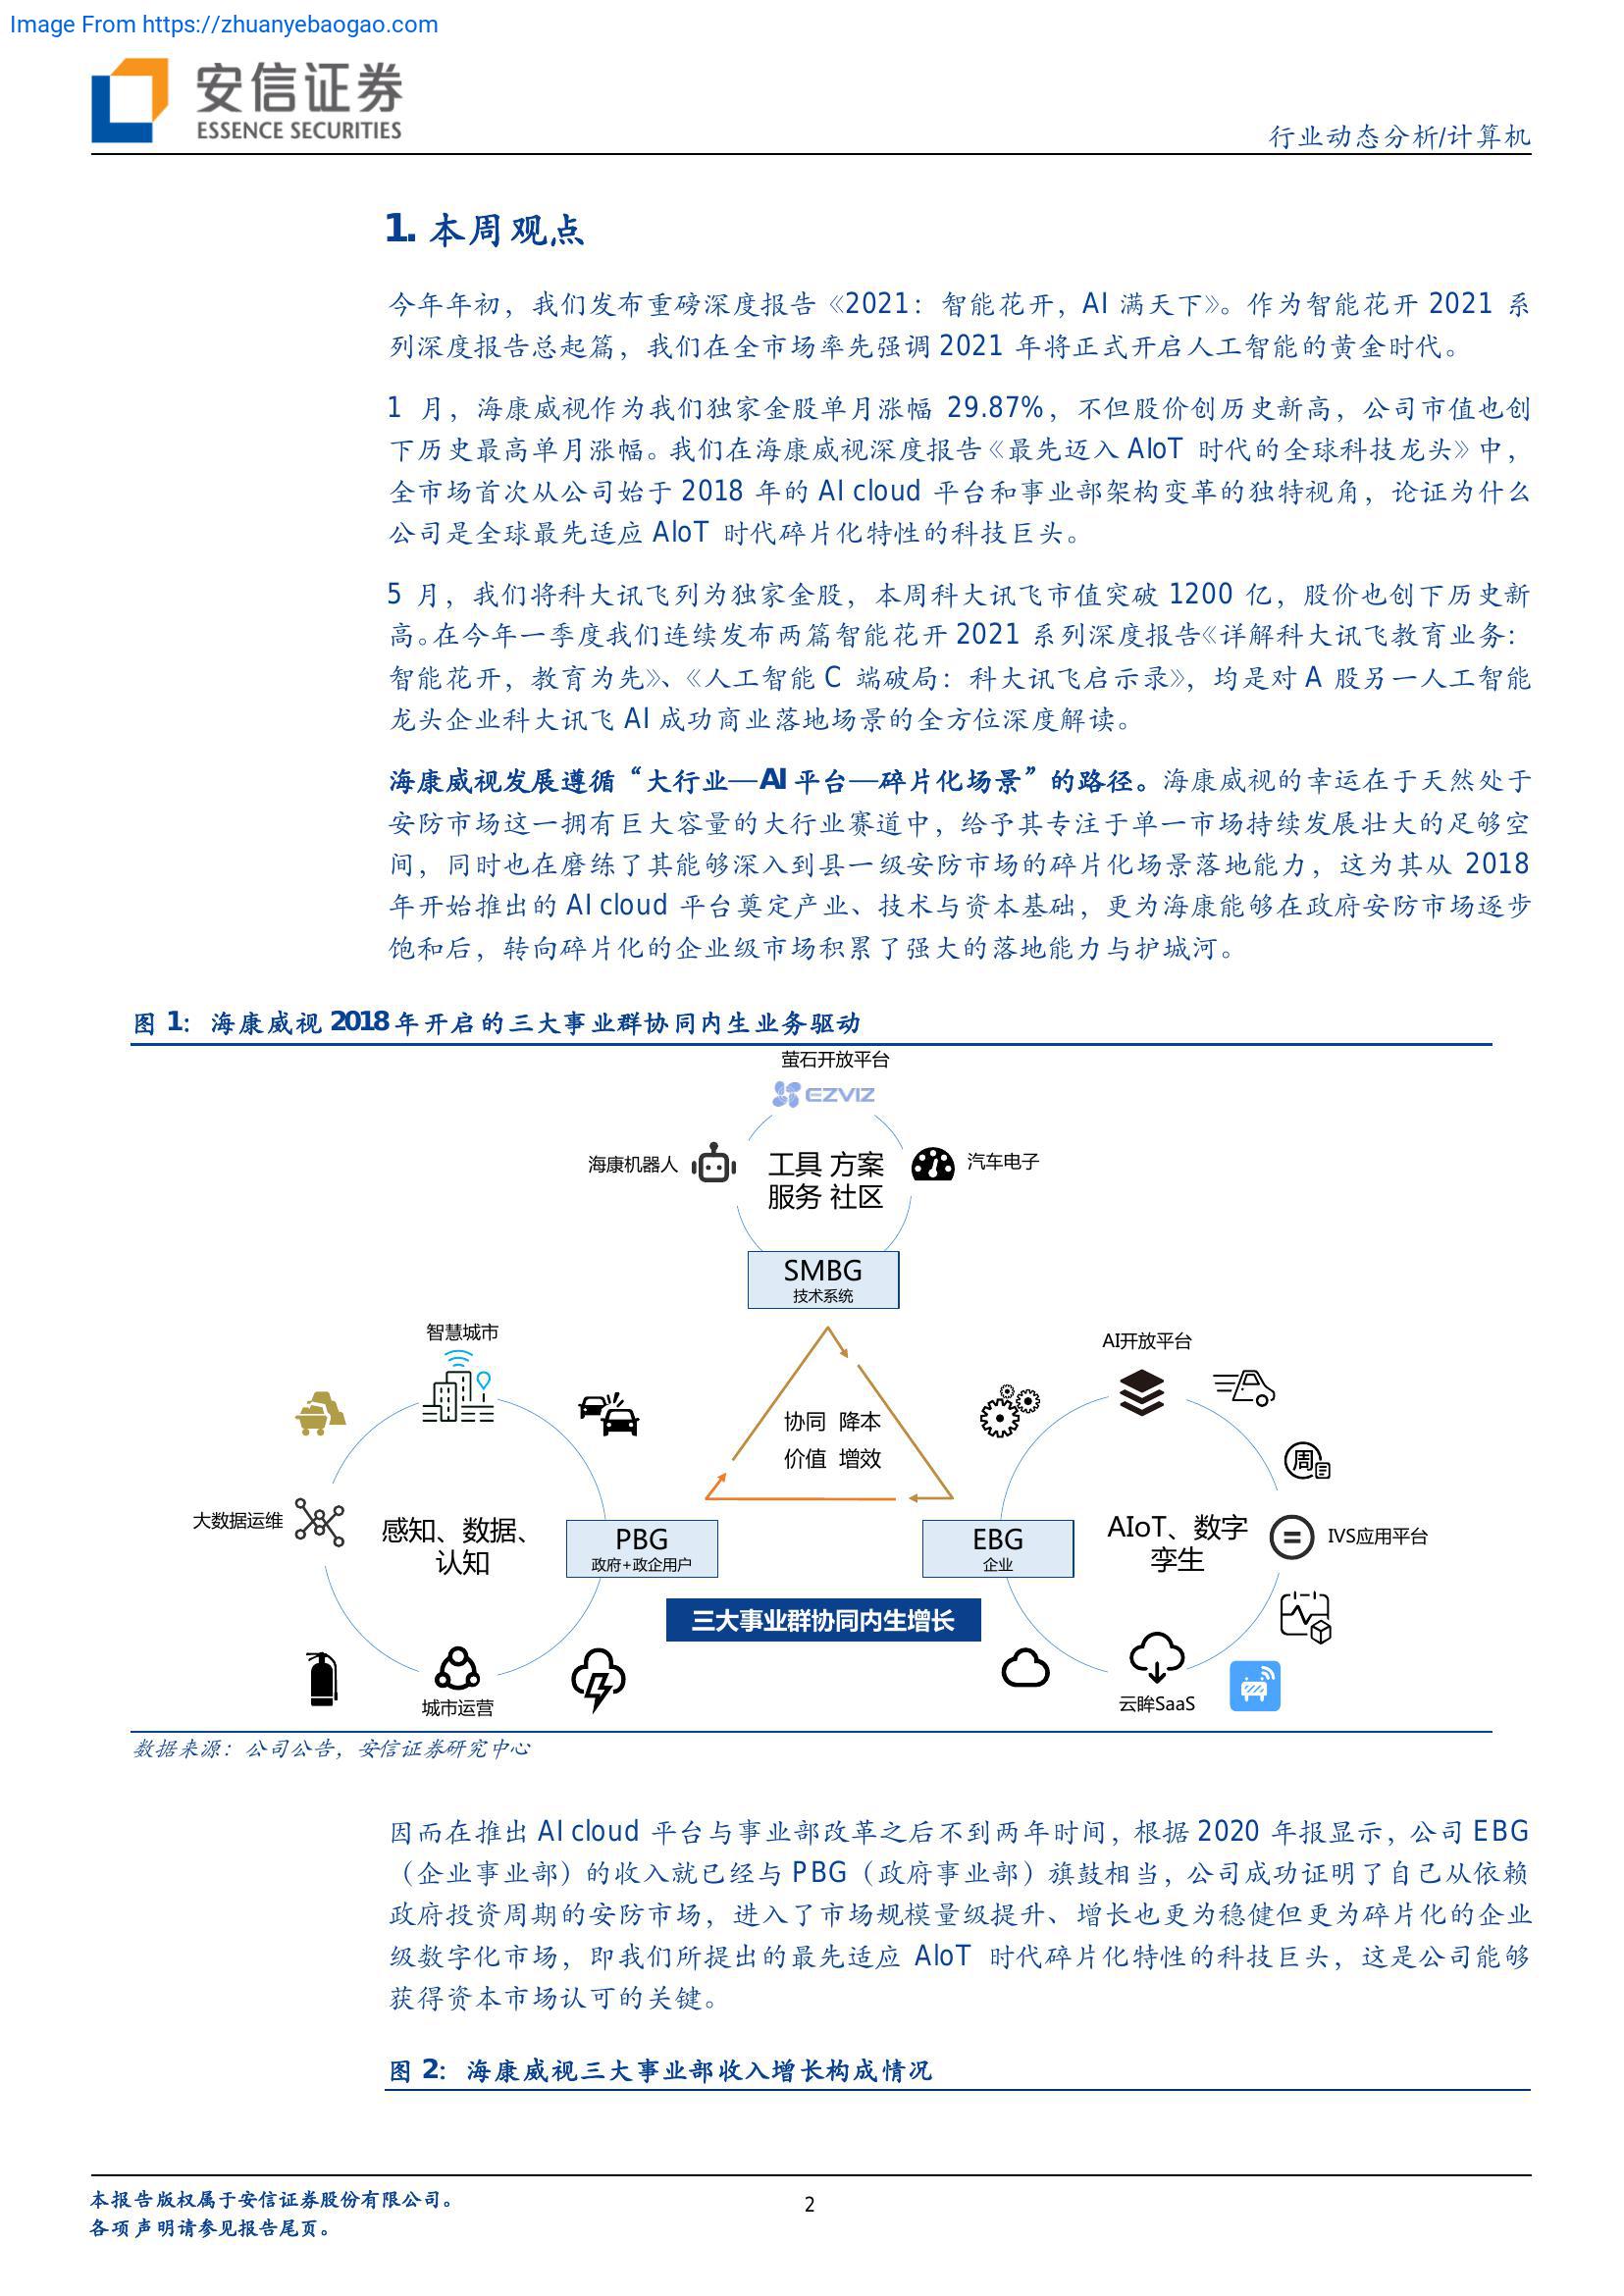 Image From https://zhuanyebaogao.com
安信证券
ESSENCE SECURITIES
行业动态分析/计算机
1. 本周观点
今年年初，我们发布重磅深度报告《2021：智能花开，AI 满天下》。作为智能花开 2021 系
列深度报告总起篇，我们在全市场率先强调 2021 年将正式开启人工智能的黄金时代。
1 月，海康威视作为我们独家金股单月涨幅 29.87%，不但股价创历史新高，公司市值也创
下历史最高单月涨幅。我们在海康威视深度报告《最先迈入 AIoT 时代的全球科技龙头》中，
全市场首次从公司始于 2018 年的 AI cloud 平台和事业部架构变革的独特视角，论证为什么
公司是全球最先适应 AIoT 时代碎片化特性的科技巨头。
5 月，我们将科大讯飞列为独家金股，本周科大讯飞市值突破 1200 亿，股价也创下历史新
高。在今年一季度我们连续发布两篇智能花开 2021 系列深度报告《详解科大讯飞教育业务：
智能花开，教育为先》、《人工智能 C 端破局：科大讯飞启示录》，均是对 A 股另一人工智能
龙头企业科大讯飞 AI 成功商业落地场景的全方位深度解读。
海康威视发展遵循“大行业—AI 平台—碎片化场景”的路径。海康威视的幸运在于天然处于
安防市场这一拥有巨大容量的大行业赛道中，给予其专注于单一市场持续发展壮大的足够空
间，同时也在磨练了其能够深入到县一级安防市场的碎片化场景落地能力，这为其从 2018
年开始推出的 AI cloud 平台奠定产业、技术与资本基础，更为海康能够在政府安防市场逐步
饱和后，转向碎片化的企业级市场积累了强大的落地能力与护城河。
图 1：海康威视 2018 年开启的三大事业群协同内生业务驱动
萤石开放平台
EZVIZ
海康机器人
工具 方案
服务 社区
汽车电子
SMBG
技术系统
智慧城市
AI开放平台
协同 降本
价值 增效
周
大数据运维
感知、数据、
认知
PBG
政府+政企用户
EBG
企业
AIoT、数字
孪生
IVS应用平台
三大事业群协同内生增长
城市运营
云眸SaaS
数据来源：公司公告，安信证券研究中心
因而在推出 AI cloud 平台与事业部改革之后不到两年时间，根据 2020 年报显示，公司 EBG
（企业事业部）的收入就已经与 PBG（政府事业部）旗鼓相当，公司成功证明了自己从依赖
政府投资周期的安防市场，进入了市场规模量级提升、增长也更为稳健但更为碎片化的企业
级数字化市场，即我们所提出的最先适应 AIoT 时代碎片化特性的科技巨头，这是公司能够
获得资本市场认可的关键。
图 2：海康威视三大事业部收入增长构成情况
本报告版权属于安信证券股份有限公司。
各项声明请参见报告尾页。
2